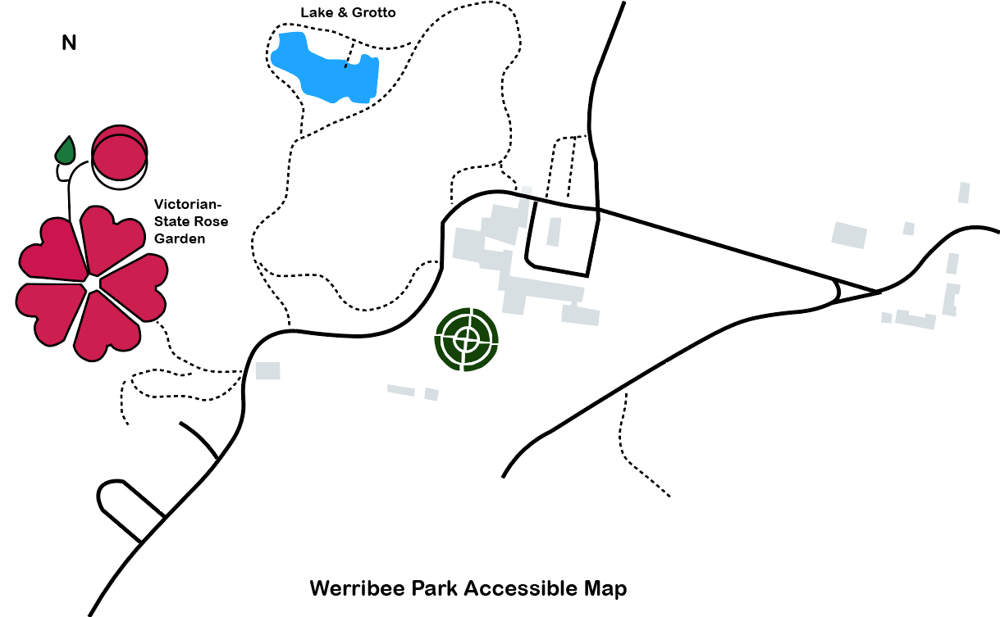 Lake & Grotto
N
Victorian-
State Rose
Garden
Werribee Park Accessible Map